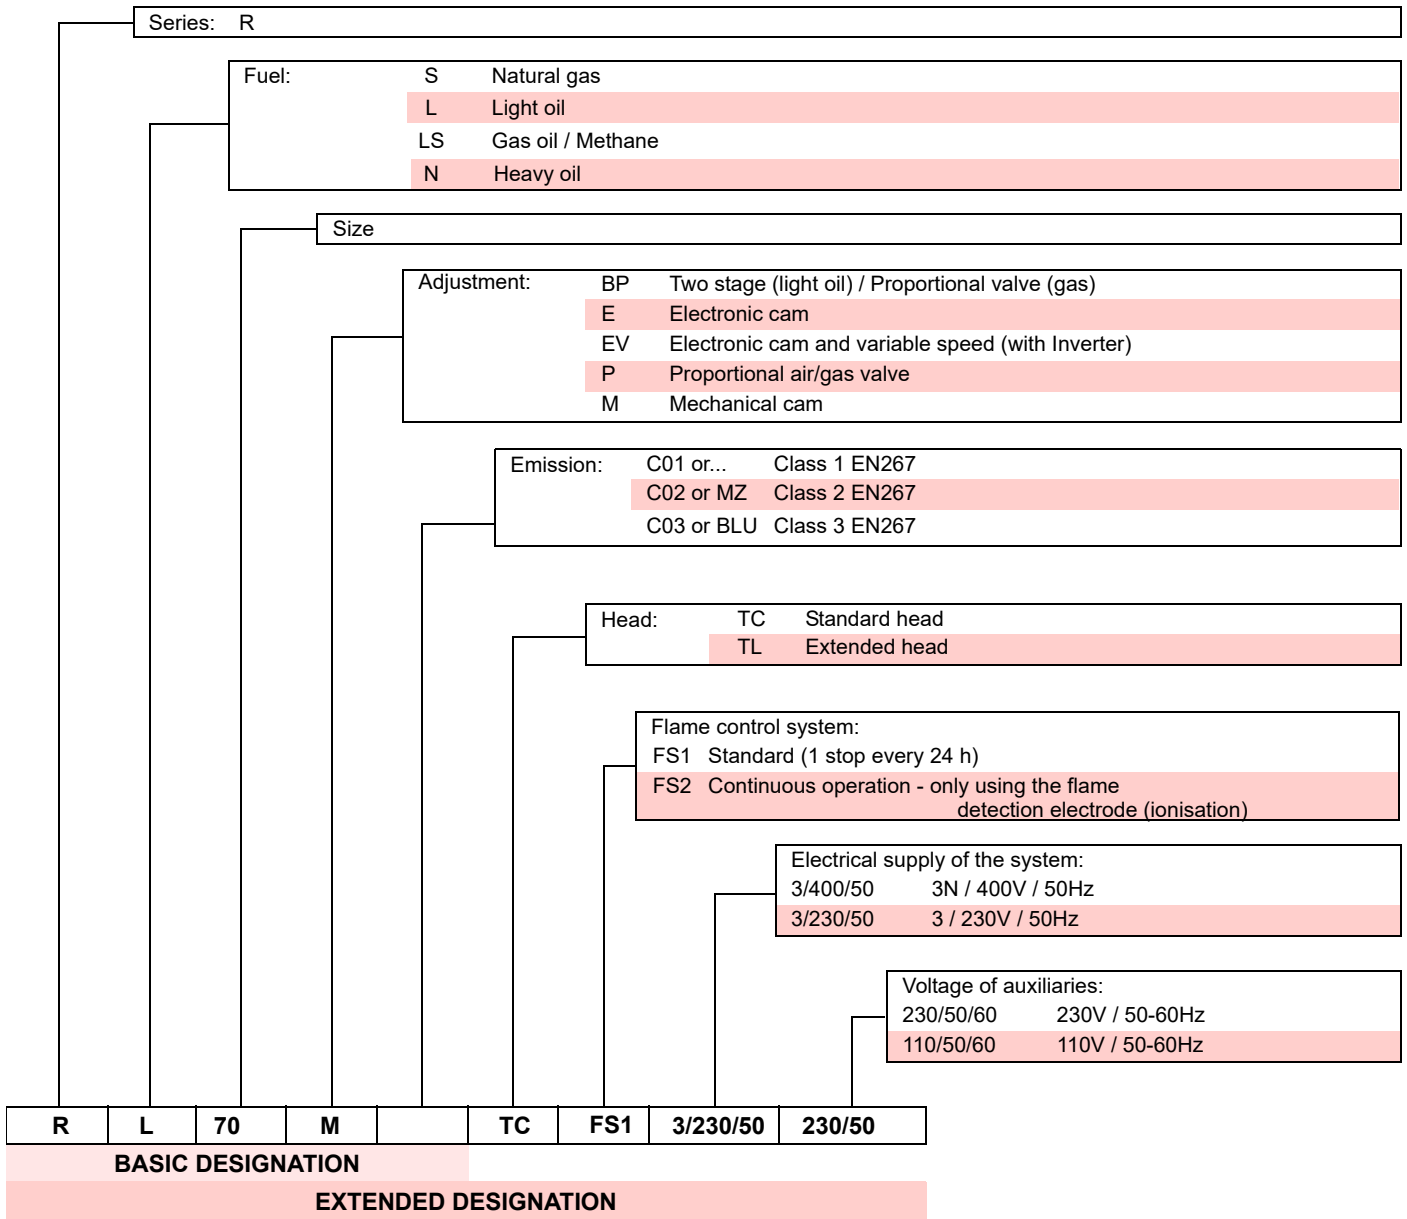 Series: R
Fuel: S Natural gas
L Light oil
LS Gas oil / Methane
N Heavy oil
Size
Adjustment: BP Two stage (light oil) / Proportional valve (gas)
E Electronic cam
EV Electronic cam and variable speed (with Inverter)
P Proportional air/gas valve
M Mechanical cam
Emission: C01 or... Class 1 EN267
C02 or MZ Class 2 EN267
C03 or BLU Class 3 EN267
Head: TC Standard head
TL Extended head
Flame control system:
FS1 Standard (1 stop every 24 h)
FS2 Continuous operation - only using the flame
detection electrode (ionisation)
Electrical supply of the system:
3/400/50 3N / 400V / 50Hz
3/230/50 3 / 230V / 50Hz
Voltage of auxiliaries:
230/50/60 230V / 50-60Hz
110/50/60 110V / 50-60Hz
R L 70 M TC FS1 3/230/50 230/50
BASIC DESIGNATION
EXTENDED DESIGNATION